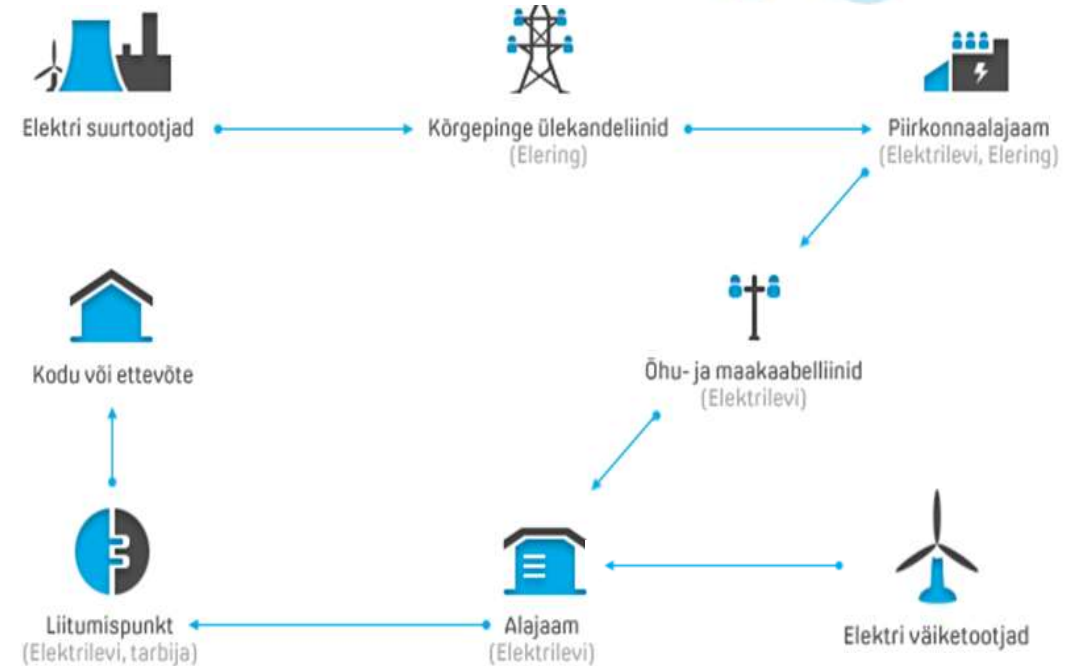 Elektri suurtootjad
Kõrgepinge ülekandeliinid
(Elering)
Piirkonnaalajaam
(Elektrilevi, Elering)
Õhu- ja maakaabelliinid
(Elektrilevi)
Kodu või ettevõte
Liitumispunkt
(Elektrilevi, tarbija)
Alajaam
(Elektrilevi)
Elektri väiketootjad